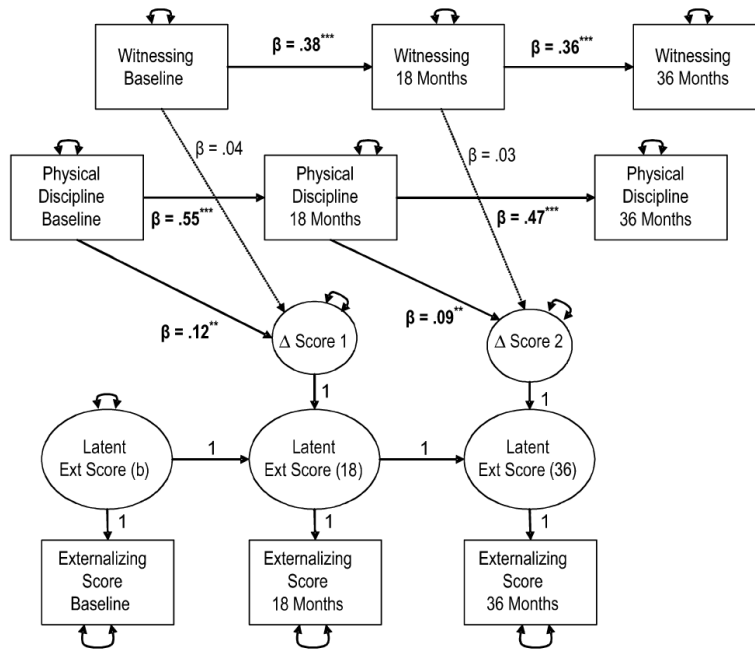 Witnessing
Baseline
β = .38***
Witnessing
18 Months
β = .36***
Witnessing
36 Months
β = .04
β = .03
Physical
Discipline
Baseline
β = .55***
Physical
Discipline
18 Months
β = .47***
Physical
Discipline
36 Months
β = .12**
Δ Score 1
β = .09**
Δ Score 2
1
1
Latent
Ext Score (b)
1
Latent
Ext Score (18)
1
Latent
Ext Score (36)
1
1
1
Externalizing
Score
Baseline
Externalizing
Score
18 Months
Externalizing
Score
36 Months